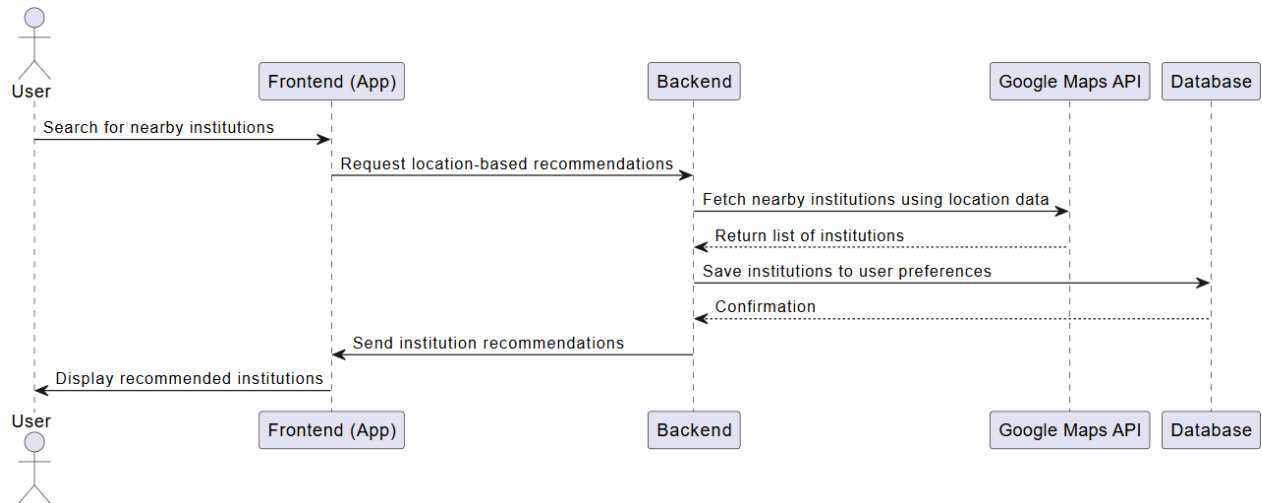 User
Frontend (App)
Backend
Google Maps API
Database
Search for nearby institutions
Request location-based recommendations
Fetch nearby institutions using location data
Return list of institutions
Save institutions to user preferences
Confirmation
Send institution recommendations
Display recommended institutions
User
Frontend (App)
Backend
Google Maps API
Database